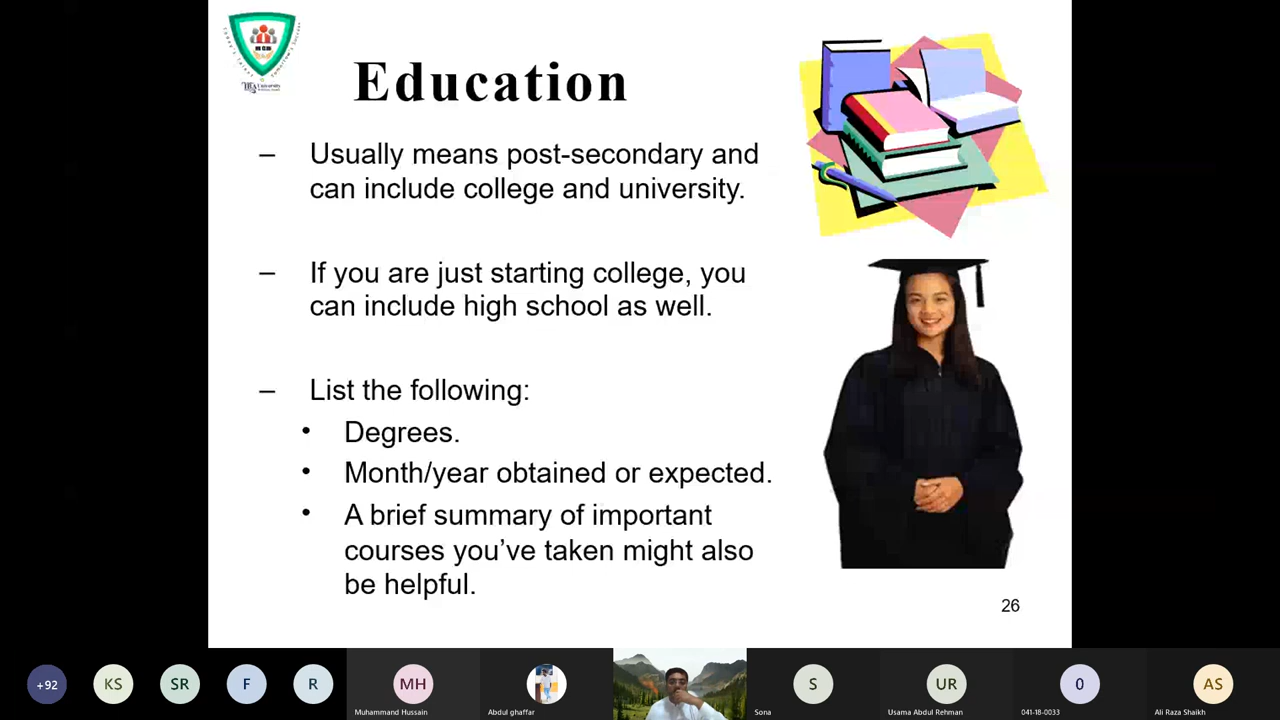 Education
– Usually means post-secondary and
can include college and university.
– If you are just starting college, you
can include high school as well.
– List the following:
• Degrees.
• Month/year obtained or expected.
• A brief summary of important
courses you’ve taken might also
be helpful.
26
+92
KS
SR
F
R
MH
S
UR
0
AS
Muhammand Hussain
Abdul ghaffar
Sona
Usama Abdul Rehman
041-18-0033
Ali Raza Shaikh